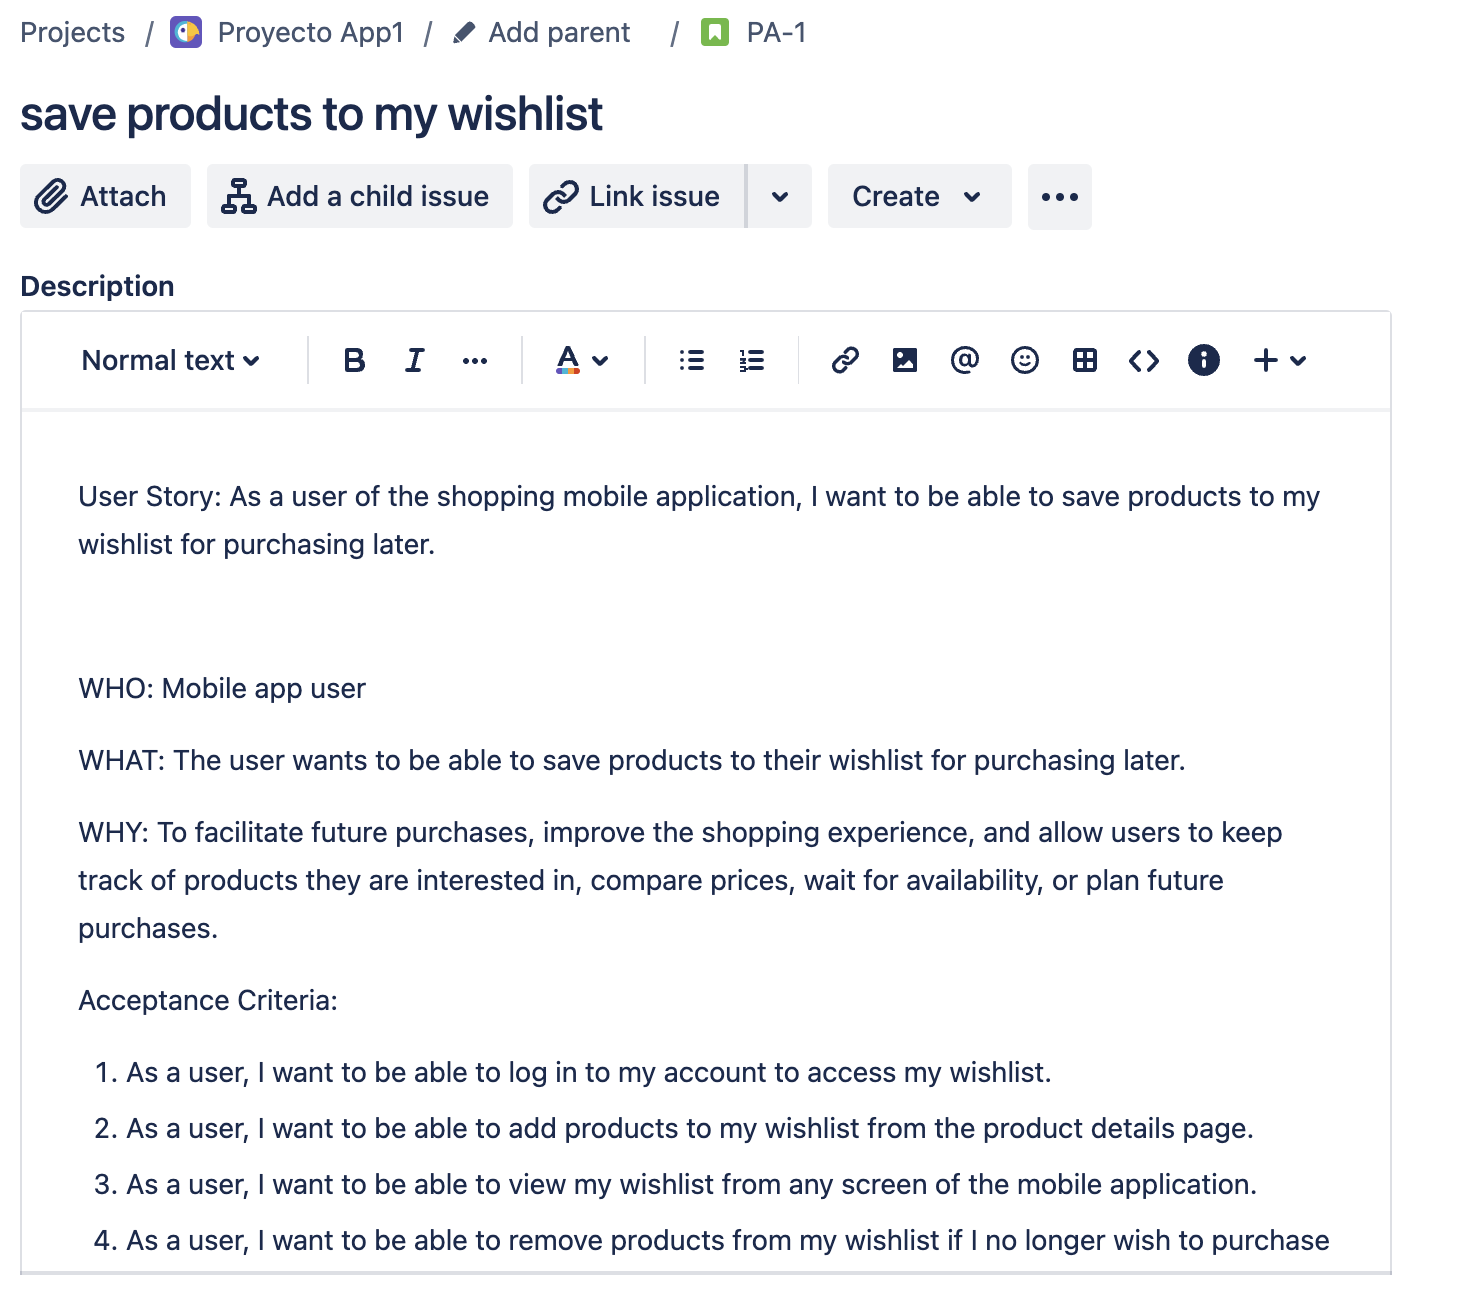 Projects / Proyecto App1 / Add parent / PA-1
save products to my wishlist
Attach Add a child issue Link issue Create
Description
Normal text B I A
User Story: As a user of the shopping mobile application, I want to be able to save products to my
wishlist for purchasing later.
WHO: Mobile app user
WHAT: The user wants to be able to save products to their wishlist for purchasing later.
WHY: To facilitate future purchases, improve the shopping experience, and allow users to keep
track of products they are interested in, compare prices, wait for availability, or plan future
purchases.
Acceptance Criteria:
1. As a user, I want to be able to log in to my account to access my wishlist.
2. As a user, I want to be able to add products to my wishlist from the product details page.
3. As a user, I want to be able to view my wishlist from any screen of the mobile application.
4. As a user, I want to be able to remove products from my wishlist if I no longer wish to purchase